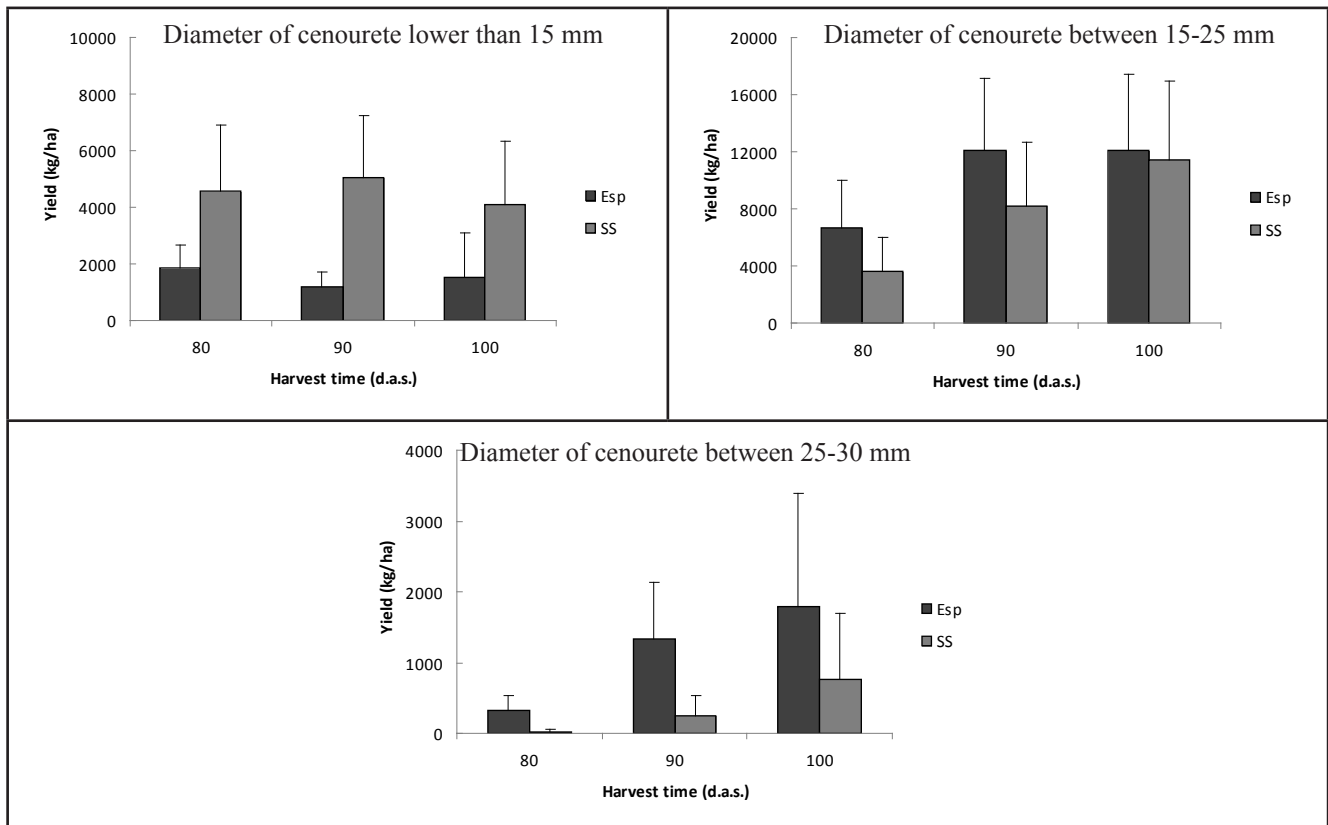 Diameter of cenourete lower than 15 mm
10000
8000
6000
4000
2000
0
Yield (kg/ha)
80 90 100
Harvest time (d.a.s.)
Esp
SS
Diameter of cenourete between 15-25 mm
20000
16000
12000
8000
4000
0
Yield (kg/ha)
80 90 100
Harvest time (d.a.s.)
Esp
SS
Diameter of cenourete between 25-30 mm
4000
3000
2000
1000
0
Yield (kg/ha)
80 90 100
Harvest time (d.a.s.)
Esp
SS